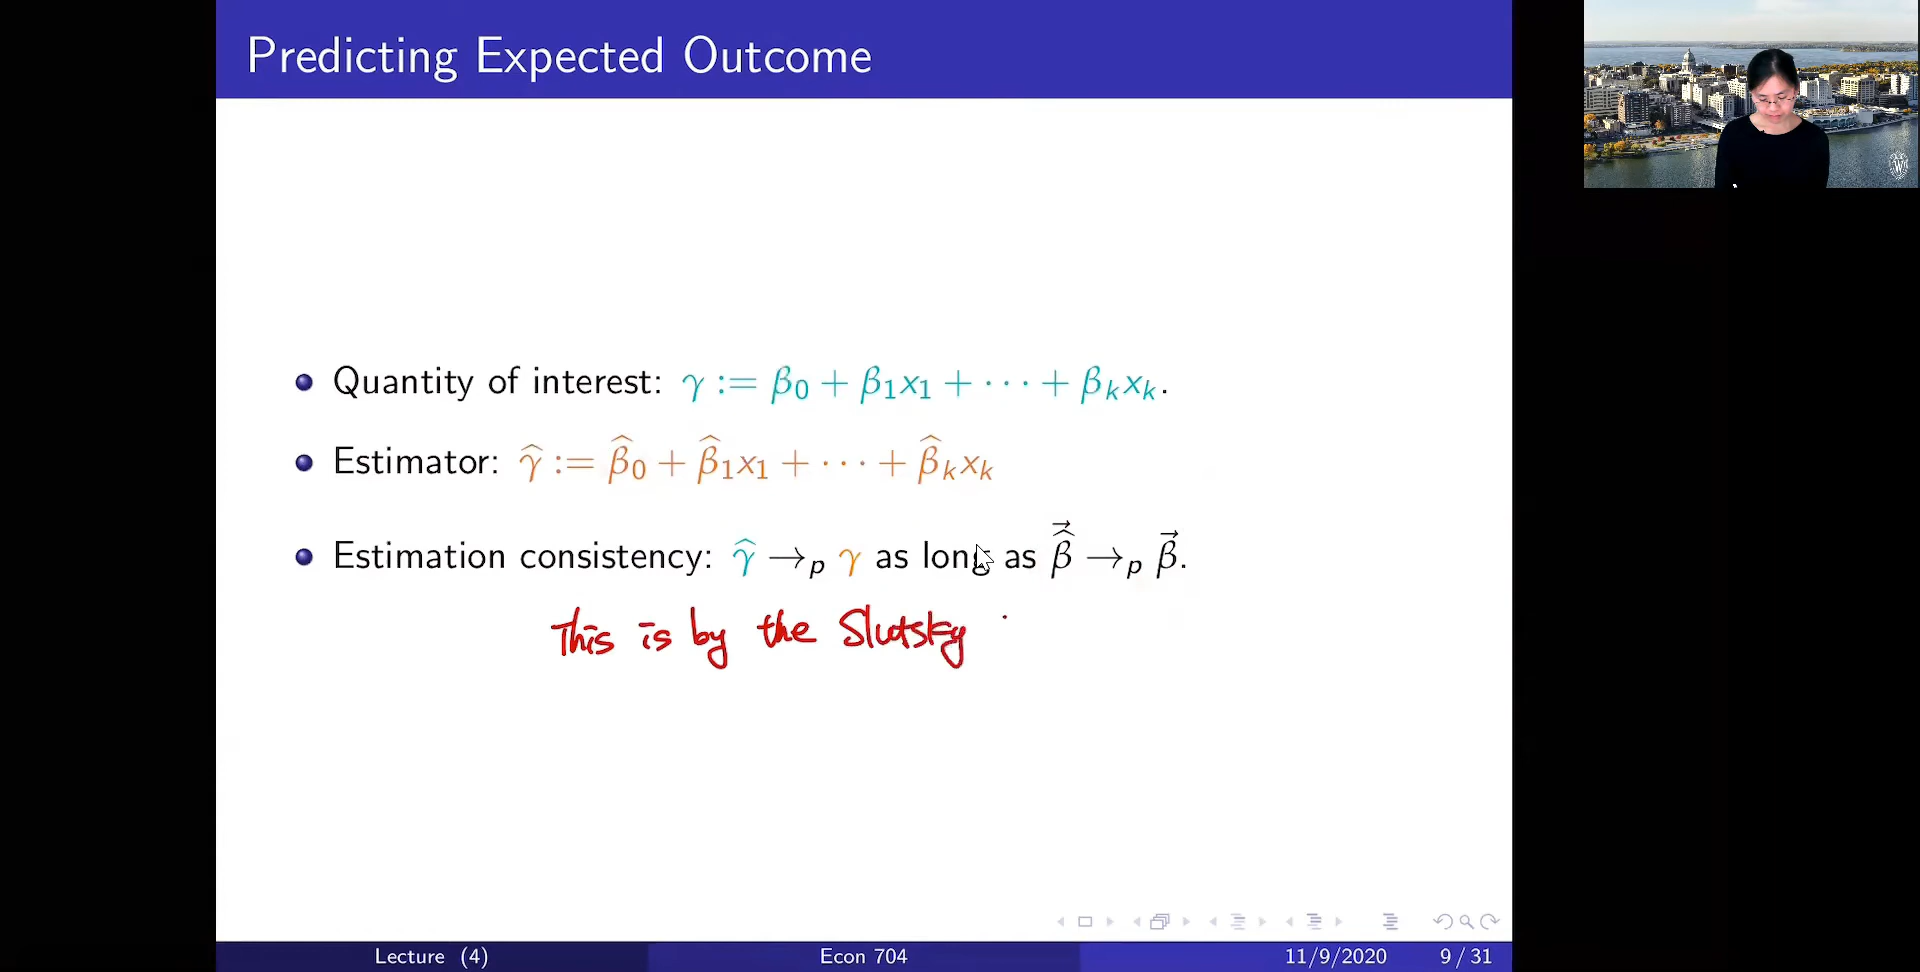 Predicting Expected Outcome
Quantity of interest: γ := β₀ + β₁x₁ + ··· + βₖxₖ.
Estimator: γ̂ := β̂₀ + β̂₁x₁ + ··· + β̂ₖxₖ
Estimation consistency: γ̂ →ₚ γ as long as β̂⃗ →ₚ β⃗.
This is by the Slutsky
Lecture (4) Econ 704 11/9/2020 9 / 31
W